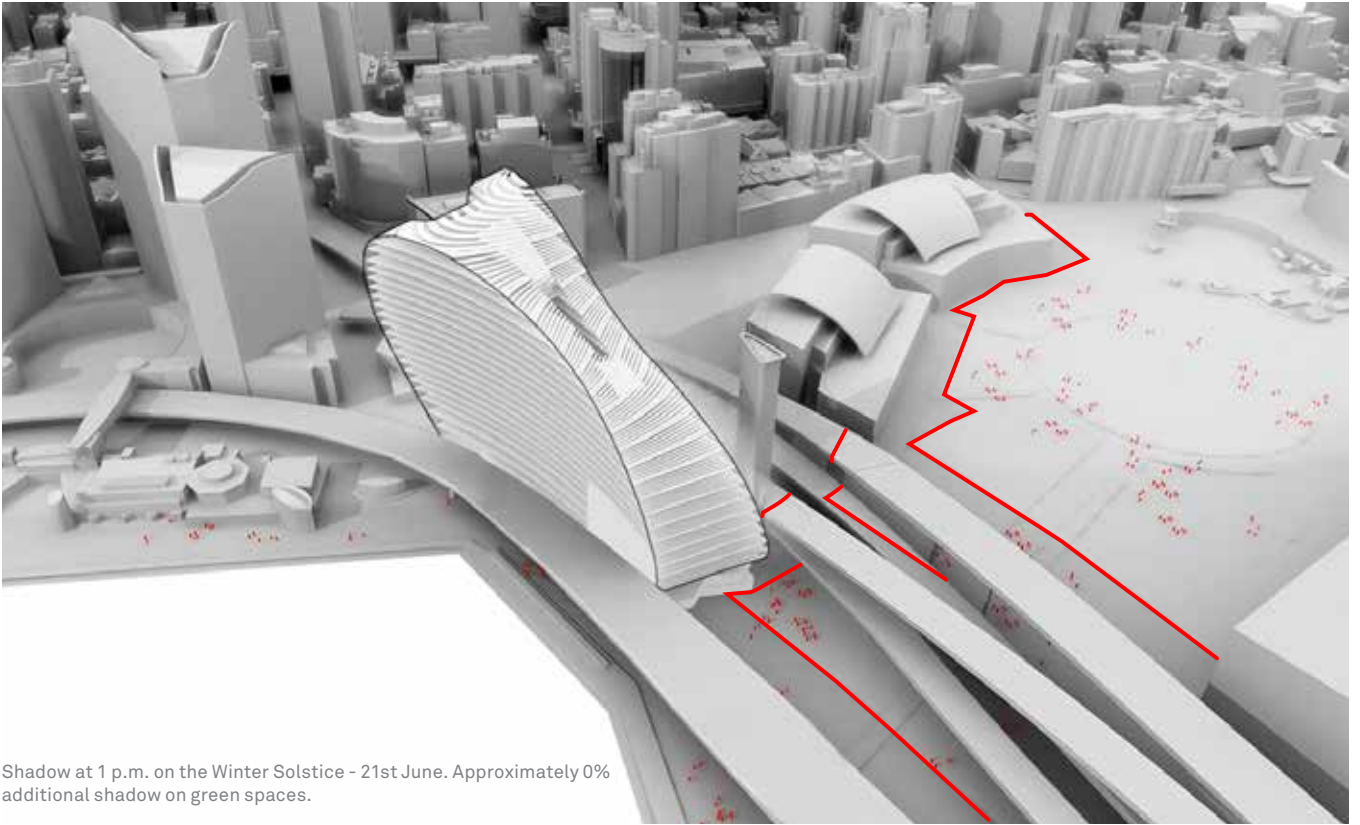 Shadow at 1 p.m. on the Winter Solstice - 21st June. Approximately 0%
additional shadow on green spaces.